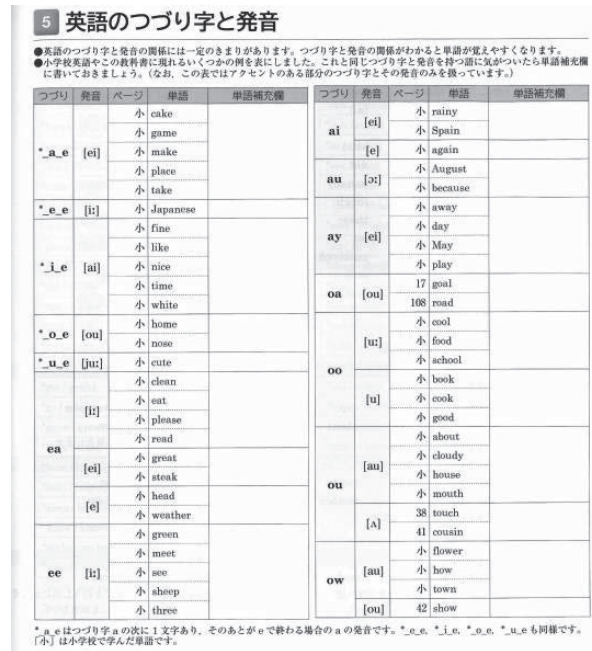 5 英語のつづり字と発音
●英語のつづり字と発音の関係には一定のきまりがあります。つづり字と発音の関係がわかると単語が覚えやすくなります。
●小学校英語やこの教科書に現れるいくつかの例を表にしました。これと同じつづり字と発音を持つ語に気がついたら単語補充欄
に書いておきましょう。(なお、この表ではアクセントのある部分のつづり字とその発音のみを扱っています。)
つづり 発音 ページ 単語 単語補充欄
*_a_e [ei] 小 cake
小 game
小 make
小 place
小 take
*_e_e [iː] 小 Japanese
*_i_e [ai] 小 fine
小 like
小 nice
小 time
小 white
*_o_e [ou] 小 home
小 nose
*_u_e [juː] 小 cute
ea [iː] 小 clean
小 eat
小 please
小 read
[ei] 小 great
小 steak
[e] 小 head
小 weather
ee [iː] 小 green
小 meet
小 see
小 sheep
小 three
つづり 発音 ページ 単語 単語補充欄
ai [ei] 小 rainy
小 Spain
[e] 小 again
au [ɔː] 小 August
小 because
ay [ei] 小 away
小 day
小 May
小 play
oa [ou] 17 goal
108 road
oo [uː] 小 cool
小 food
小 school
[u] 小 book
小 cook
小 good
ou [au] 小 about
小 cloudy
小 house
小 mouth
[ʌ] 38 touch
41 cousin
ow [au] 小 flower
小 how
小 town
[ou] 42 show
*_a_eはつづり字aの次に1文字あり、そのあとがeで終わる場合のaの発音です。*_e_e, *_i_e, *_o_e, *_u_eも同様です。
「小」は小学校で学んだ単語です。